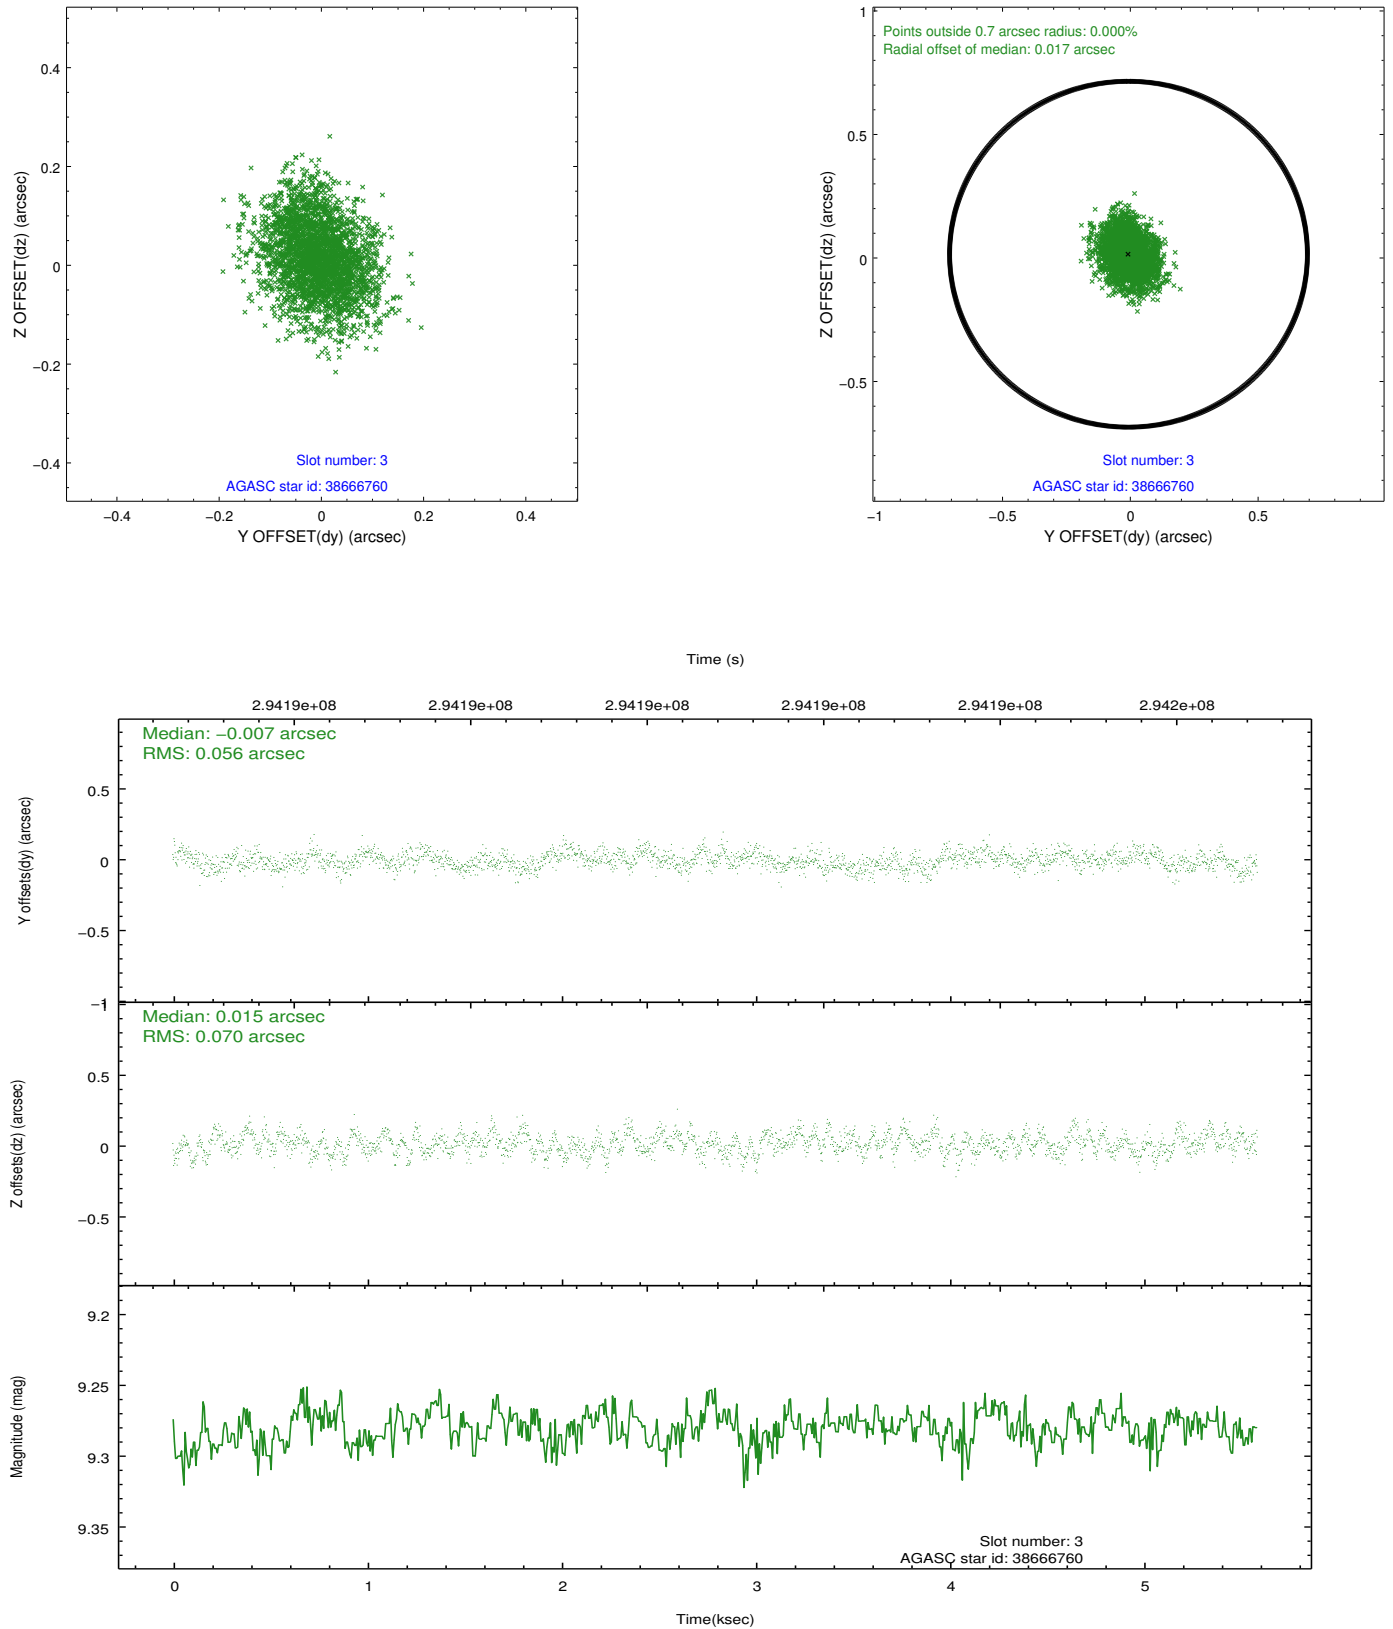 0.4
0.2
0
−0.2
−0.4
Z OFFSET(dz) (arcsec)
Slot number: 3
AGASC star id: 38666760
−0.4 −0.2 0 0.2 0.4
Y OFFSET(dy) (arcsec)
1
0.5
0
−0.5
Z OFFSET(dz) (arcsec)
Points outside 0.7 arcsec radius: 0.000%
Radial offset of median: 0.017 arcsec
Slot number: 3
AGASC star id: 38666760
−1 −0.5 0 0.5
Y OFFSET(dy) (arcsec)
Time (s)
2.9419e+08 2.9419e+08 2.9419e+08 2.9419e+08 2.9419e+08 2.942e+08
Median: −0.007 arcsec
RMS: 0.056 arcsec
0.5
0
−0.5
−1
Y offsets(dy) (arcsec)
Median: 0.015 arcsec
RMS: 0.070 arcsec
0.5
0
−0.5
Z offsets(dz) (arcsec)
9.2
9.25
9.3
9.35
Magnitude (mag)
Slot number: 3
AGASC star id: 38666760
0 1 2 3 4 5
Time(ksec)